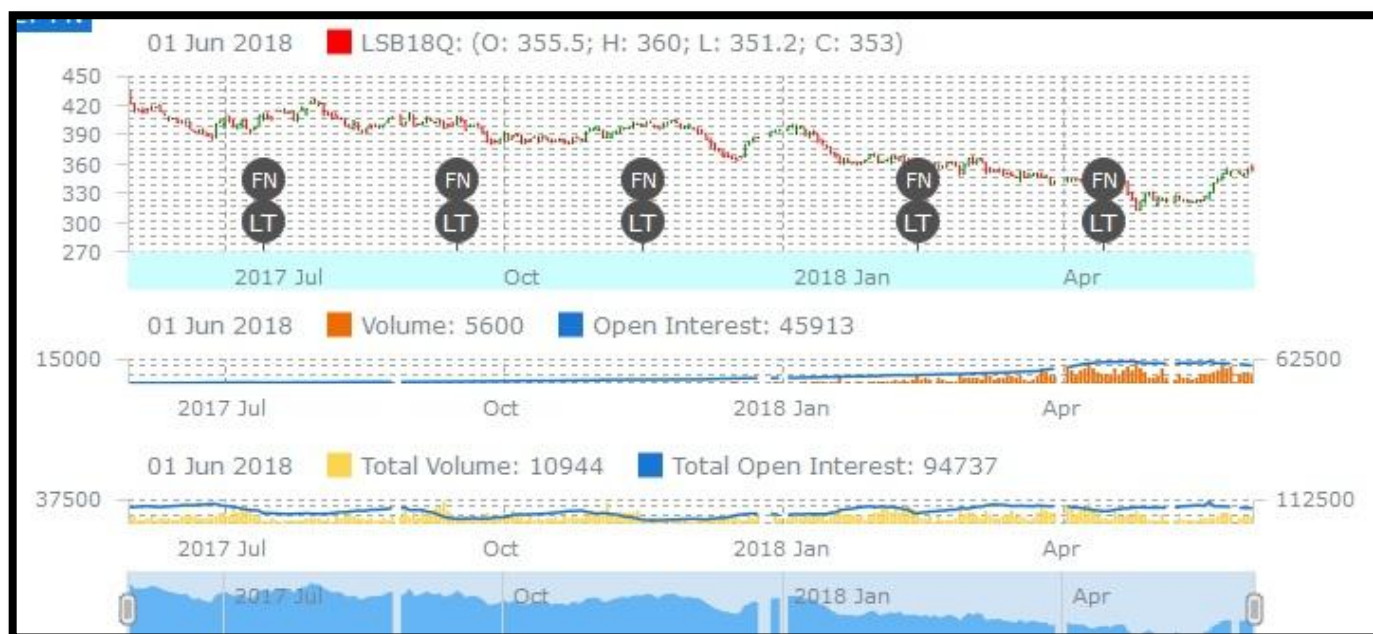 01 Jun 2018 LSB18Q: (O: 355.5; H: 360; L: 351.2; C: 353)
450
420
390
360
330
300
270
FN FN FN FN FN
LT LT LT LT LT
2017 Jul Oct 2018 Jan Apr
01 Jun 2018 Volume: 5600 Open Interest: 45913
15000 62500
2017 Jul Oct 2018 Jan Apr
01 Jun 2018 Total Volume: 10944 Total Open Interest: 94737
37500 112500
2017 Jul Oct 2018 Jan Apr
2017 Jul Oct 2018 Jan Apr